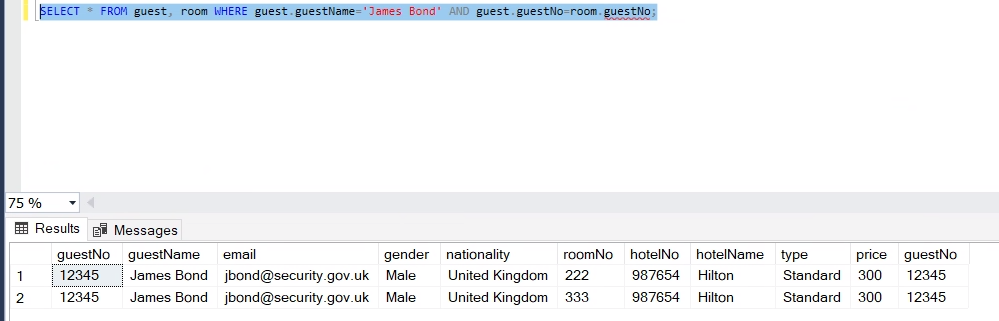 SELECT * FROM guest, room WHERE guest.guestName='James Bond' AND guest.guestNo=room.guestNo;
75 %
Results Messages
guestNo guestName email gender nationality roomNo hotelNo hotelName type price guestNo
1 12345 James Bond jbond@security.gov.uk Male United Kingdom 222 987654 Hilton Standard 300 12345
2 12345 James Bond jbond@security.gov.uk Male United Kingdom 333 987654 Hilton Standard 300 12345